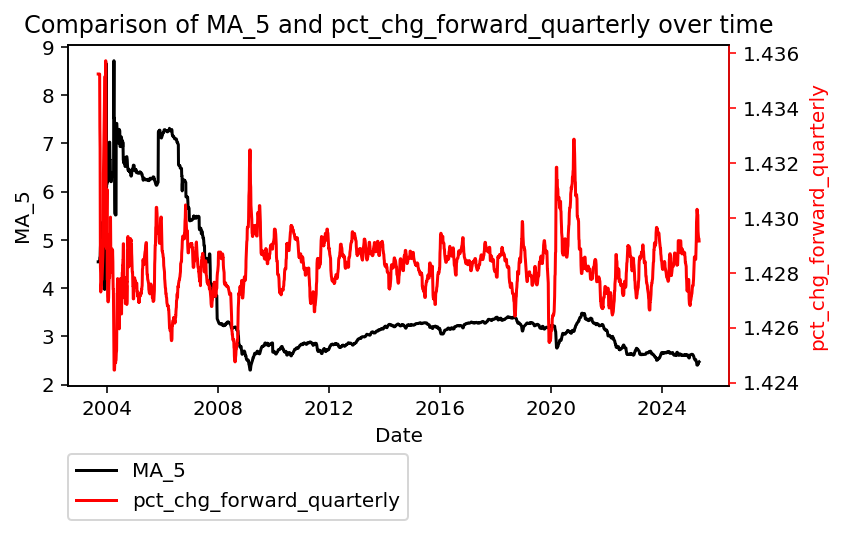 Comparison of MA_5 and pct_chg_forward_quarterly over time
9
8
7
6
5
4
3
2
MA_5
1.436
1.434
1.432
1.430
1.428
1.426
1.424
pct_chg_forward_quarterly
2004 2008 2012 2016 2020 2024
Date
MA_5
pct_chg_forward_quarterly